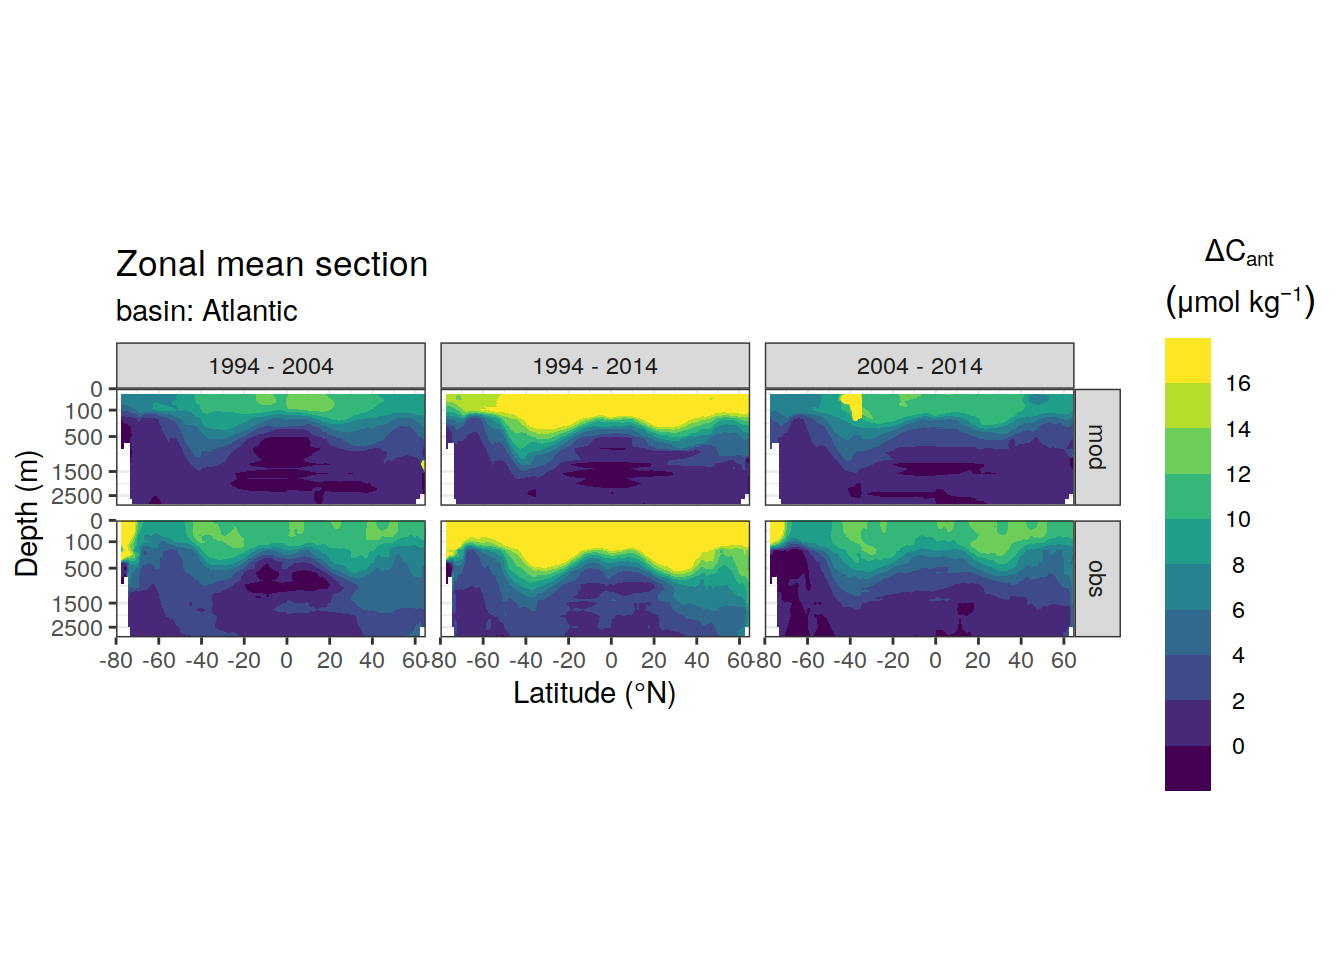 Zonal mean section
basin: Atlantic
1994 - 2004
1994 - 2014
2004 - 2014
0
100
500
1500
2500
mod
0
100
500
1500
2500
obs
-80 -60 -40 -20 0 20 40 60
-80 -60 -40 -20 0 20 40 60
-80 -60 -40 -20 0 20 40 60
Latitude (°N)
Depth (m)
ΔCant
(μmol kg⁻¹)
16
14
12
10
8
6
4
2
0